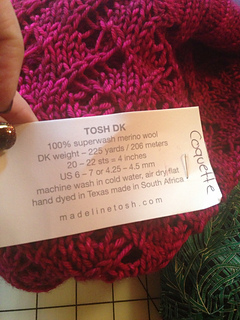 TOSH DK
100% superwash merino wool
DK weight – 225 yards / 206 meters
20 – 22 sts = 4 inches
US 6 – 7 or 4.25 – 4.5 mm
machine wash in cold water, air dry/flat
hand dyed in Texas made in South Africa
madelinetosh.com
Coquette